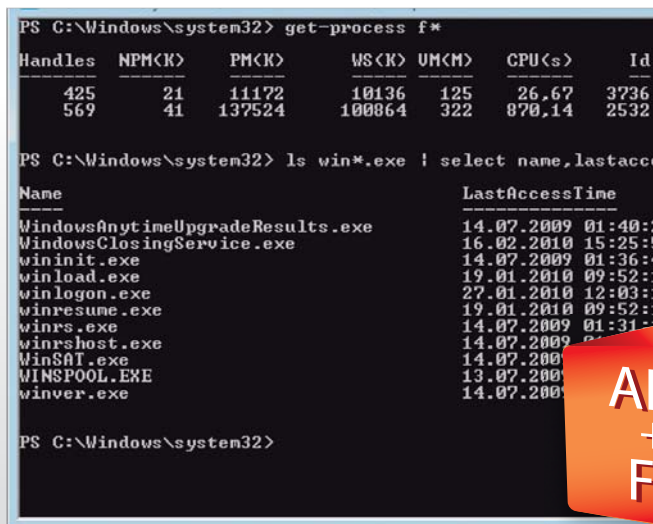 PS C:\Windows\system32> get-process f*
Handles NPM(K) PM(K) WS(K) VM(M) CPU(s) Id
------- ------ ----- ----- ----- ------ --
425 21 11172 10136 125 26,67 3736
569 41 137524 100864 322 870,14 2532
PS C:\Windows\system32> ls win*.exe | select name,lastacce
Name LastAccessTime
---- --------------
WindowsAnytimeUpgradeResults.exe 14.07.2009 01:40:
WindowsClosingService.exe 16.02.2010 15:25:
wininit.exe 14.07.2009 01:36:
winload.exe 19.01.2010 09:52:
winlogon.exe 27.01.2010 12:03:
winresume.exe 19.01.2010 09:52:
winrs.exe 14.07.2009 01:31:
winrshost.exe 14.07.2009
WinSAT.exe 14.07.200
WINSPOOL.EXE 13.07.200
winver.exe 14.07.200
PS C:\Windows\system32>